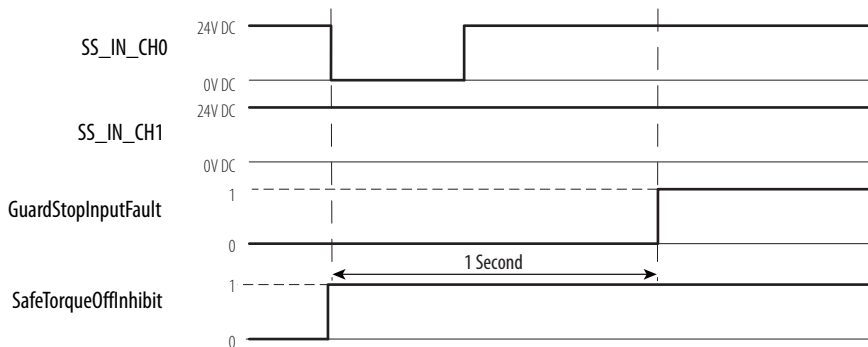 24V DC
SS_IN_CH0
0V DC
24V DC
SS_IN_CH1
0V DC
1
GuardStopInputFault
0
1 Second
1
SafeTorqueOffInhibit
0